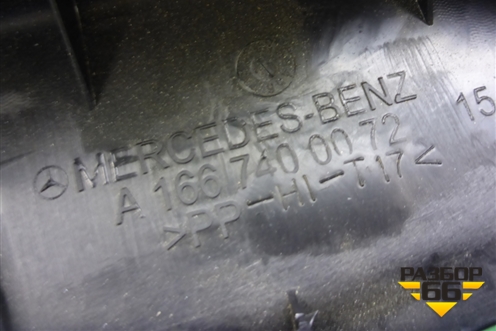 MERCEDES-BENZ
A 166 740 00 72
>PP-HI-T17<
15
РАЗБОР
66